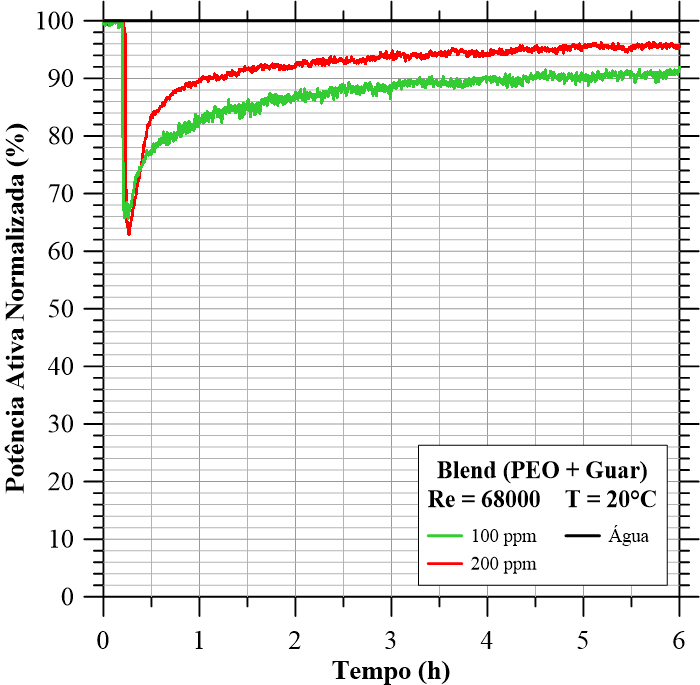 Potência Ativa Normalizada (%)
100
90
80
70
60
50
40
30
20
10
0
Blend (PEO + Guar)
Re = 68000 T = 20°C
100 ppm Água
200 ppm
0 1 2 3 4 5 6
Tempo (h)